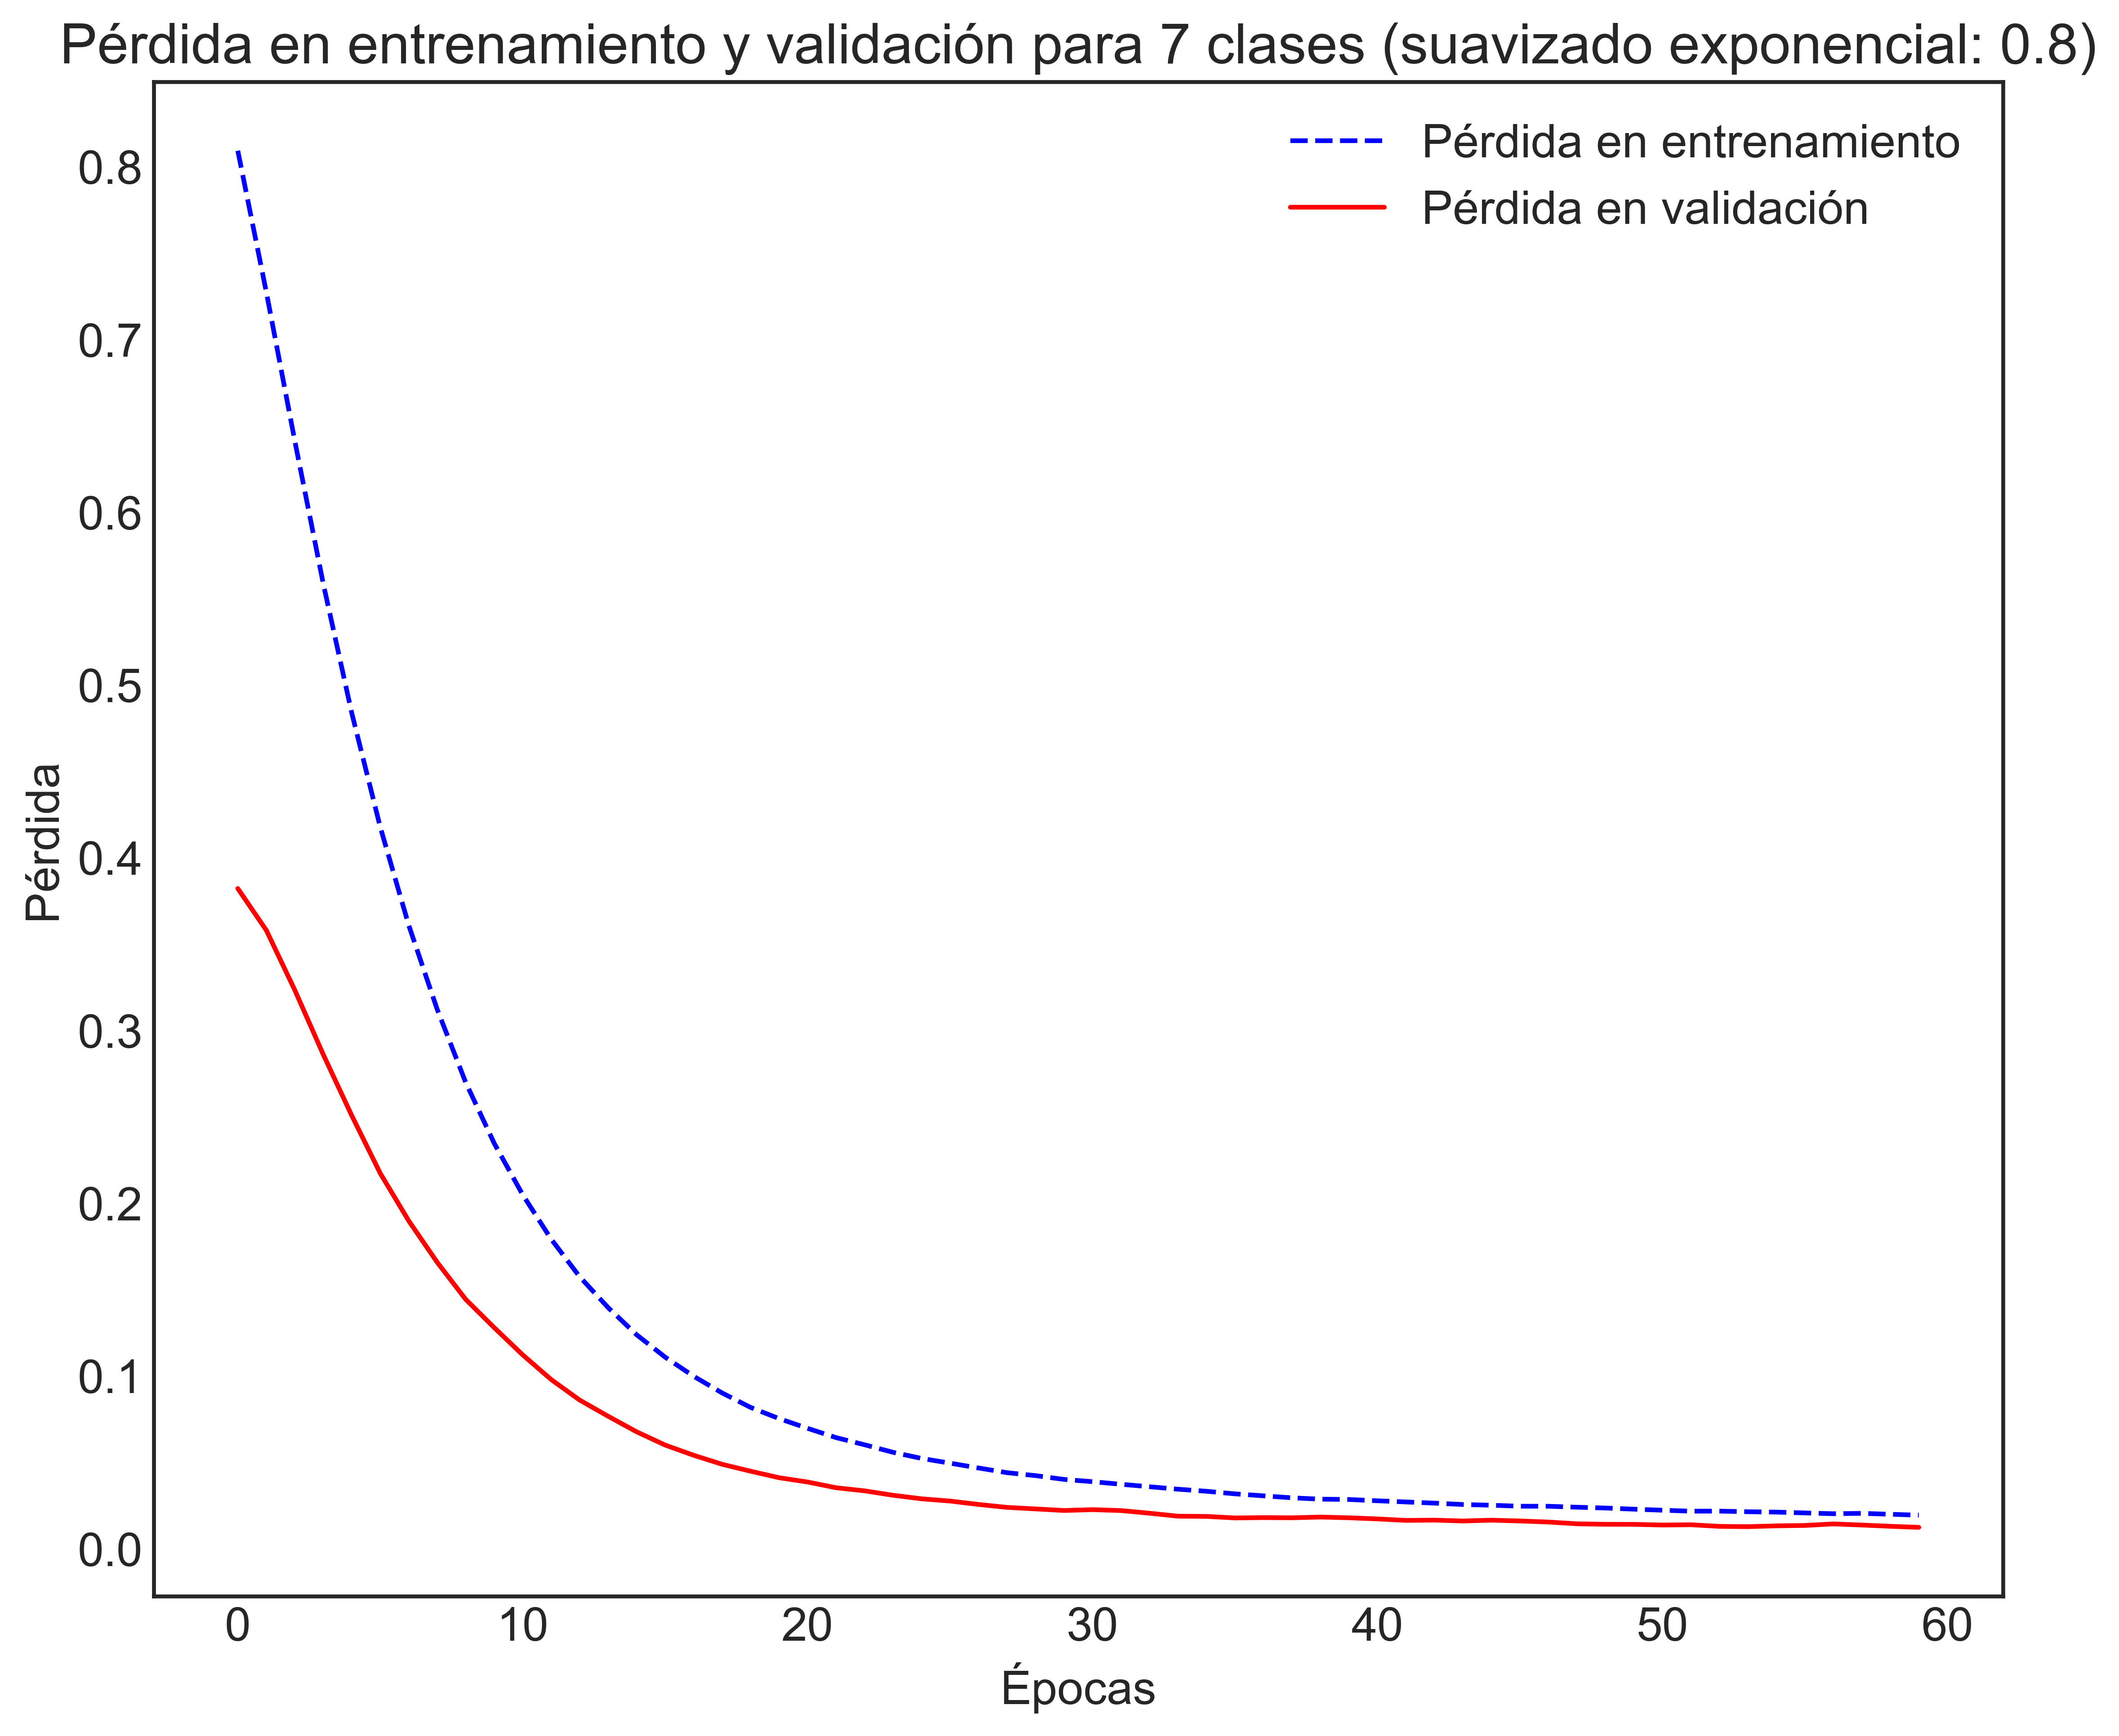 Pérdida en entrenamiento y validación para 7 clases (suavizado exponencial: 0.8)
Pérdida en entrenamiento
Pérdida en validación
0.8
0.7
0.6
0.5
0.4
0.3
0.2
0.1
0.0
Pérdida
0 10 20 30 40 50 60
Épocas